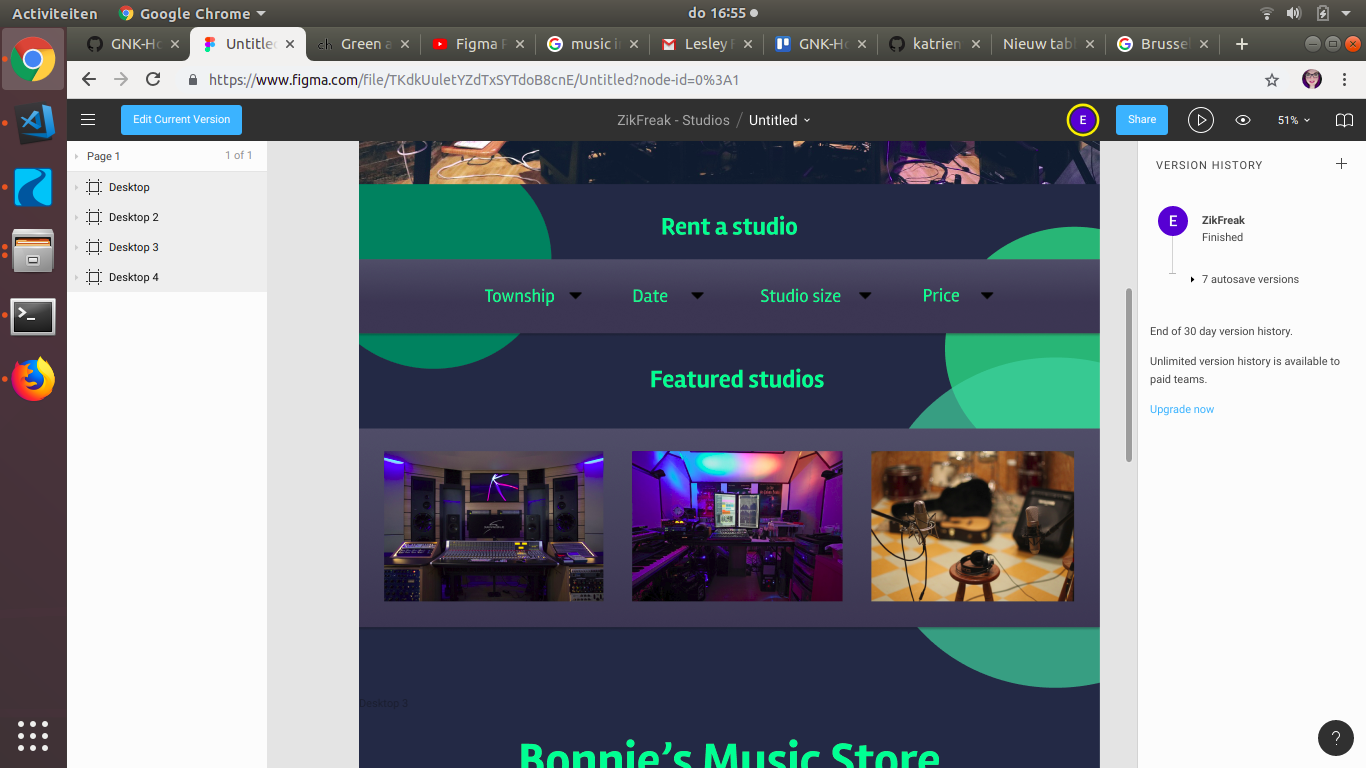 Activiteiten
Google Chrome
do 16:55
GNK-Ho
Untitled
Green a
Figma
music i
Lesley
GNK-Ho
katrien
Nieuw tab
Brussel
https://www.figma.com/file/TKdkUuletYZdTxSYTdoB8cnE/Untitled?node-id=0%3A1
Edit Current Version
ZikFreak - Studios / Untitled
E
Share
51%
Page 1
1 of 1
Desktop
Desktop 2
Desktop 3
Desktop 4
Rent a studio
Township
Date
Studio size
Price
Featured studios
Desktop 3
Bonnie's Music Store
VERSION HISTORY
E
ZikFreak
Finished
7 autosave versions
End of 30 day version history.
Unlimited version history is available to
paid teams.
Upgrade now
?